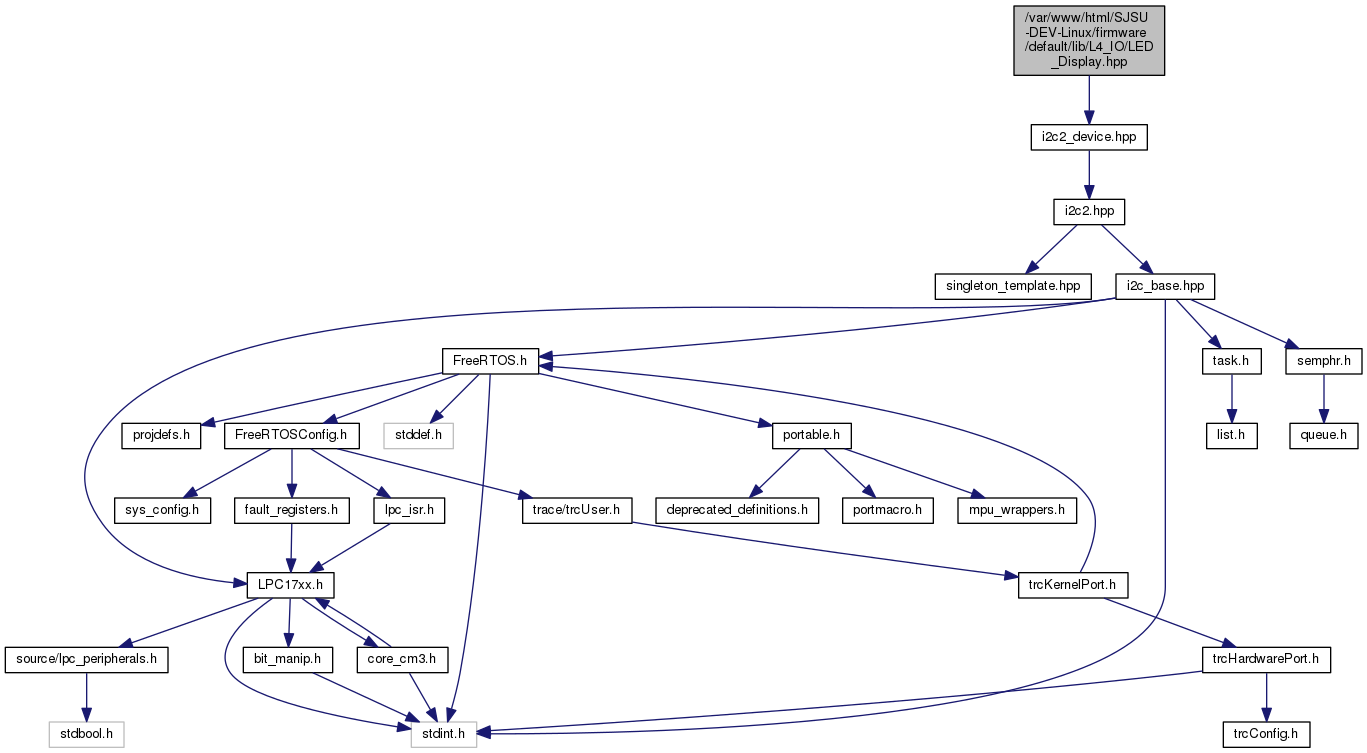 /var/www/html/SJSU
-DEV-Linux/firmware
/default/lib/L4_IO/LED
_Display.hpp
i2c2_device.hpp
i2c2.hpp
singleton_template.hpp
i2c_base.hpp
FreeRTOS.h
task.h
semphr.h
projdefs.h
FreeRTOSConfig.h
stddef.h
portable.h
list.h
queue.h
sys_config.h
fault_registers.h
lpc_isr.h
trace/trcUser.h
deprecated_definitions.h
portmacro.h
mpu_wrappers.h
LPC17xx.h
trcKernelPort.h
source/lpc_peripherals.h
bit_manip.h
core_cm3.h
trcHardwarePort.h
stdbool.h
stdint.h
trcConfig.h